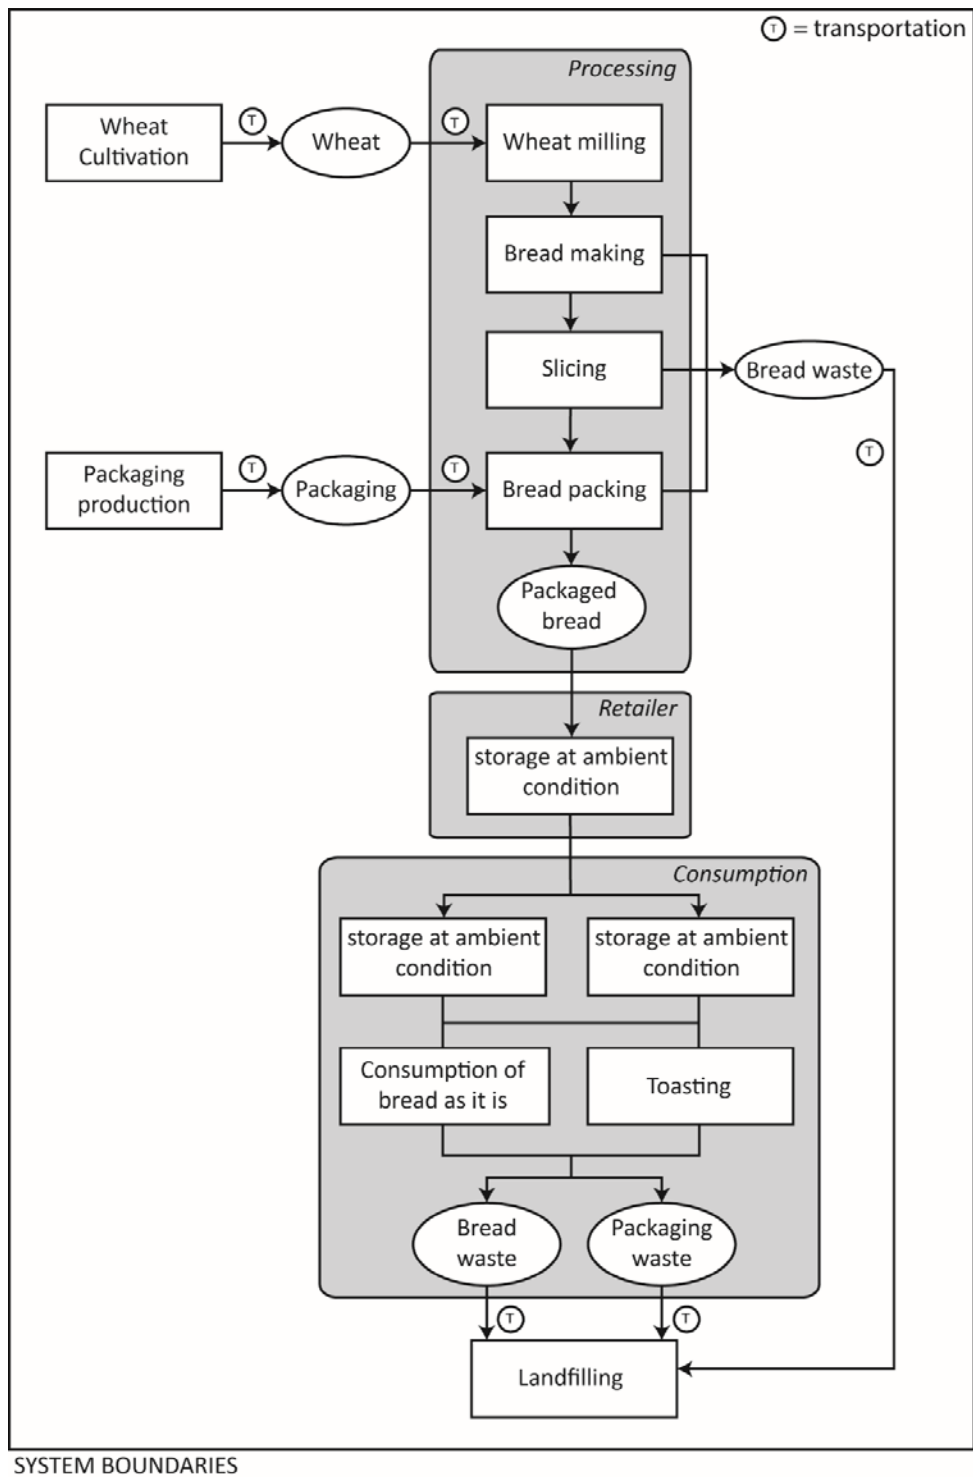 T = transportation
Processing
Wheat
Cultivation
T
Wheat
T
Wheat milling
Bread making
Slicing
Bread waste
T
Packaging
production
T
Packaging
T
Bread packing
Packaged
bread
Retailer
storage at ambient
condition
Consumption
storage at ambient
condition
storage at ambient
condition
Consumption of
bread as it is
Toasting
Bread
waste
Packaging
waste
T
T
Landfilling
SYSTEM BOUNDARIES